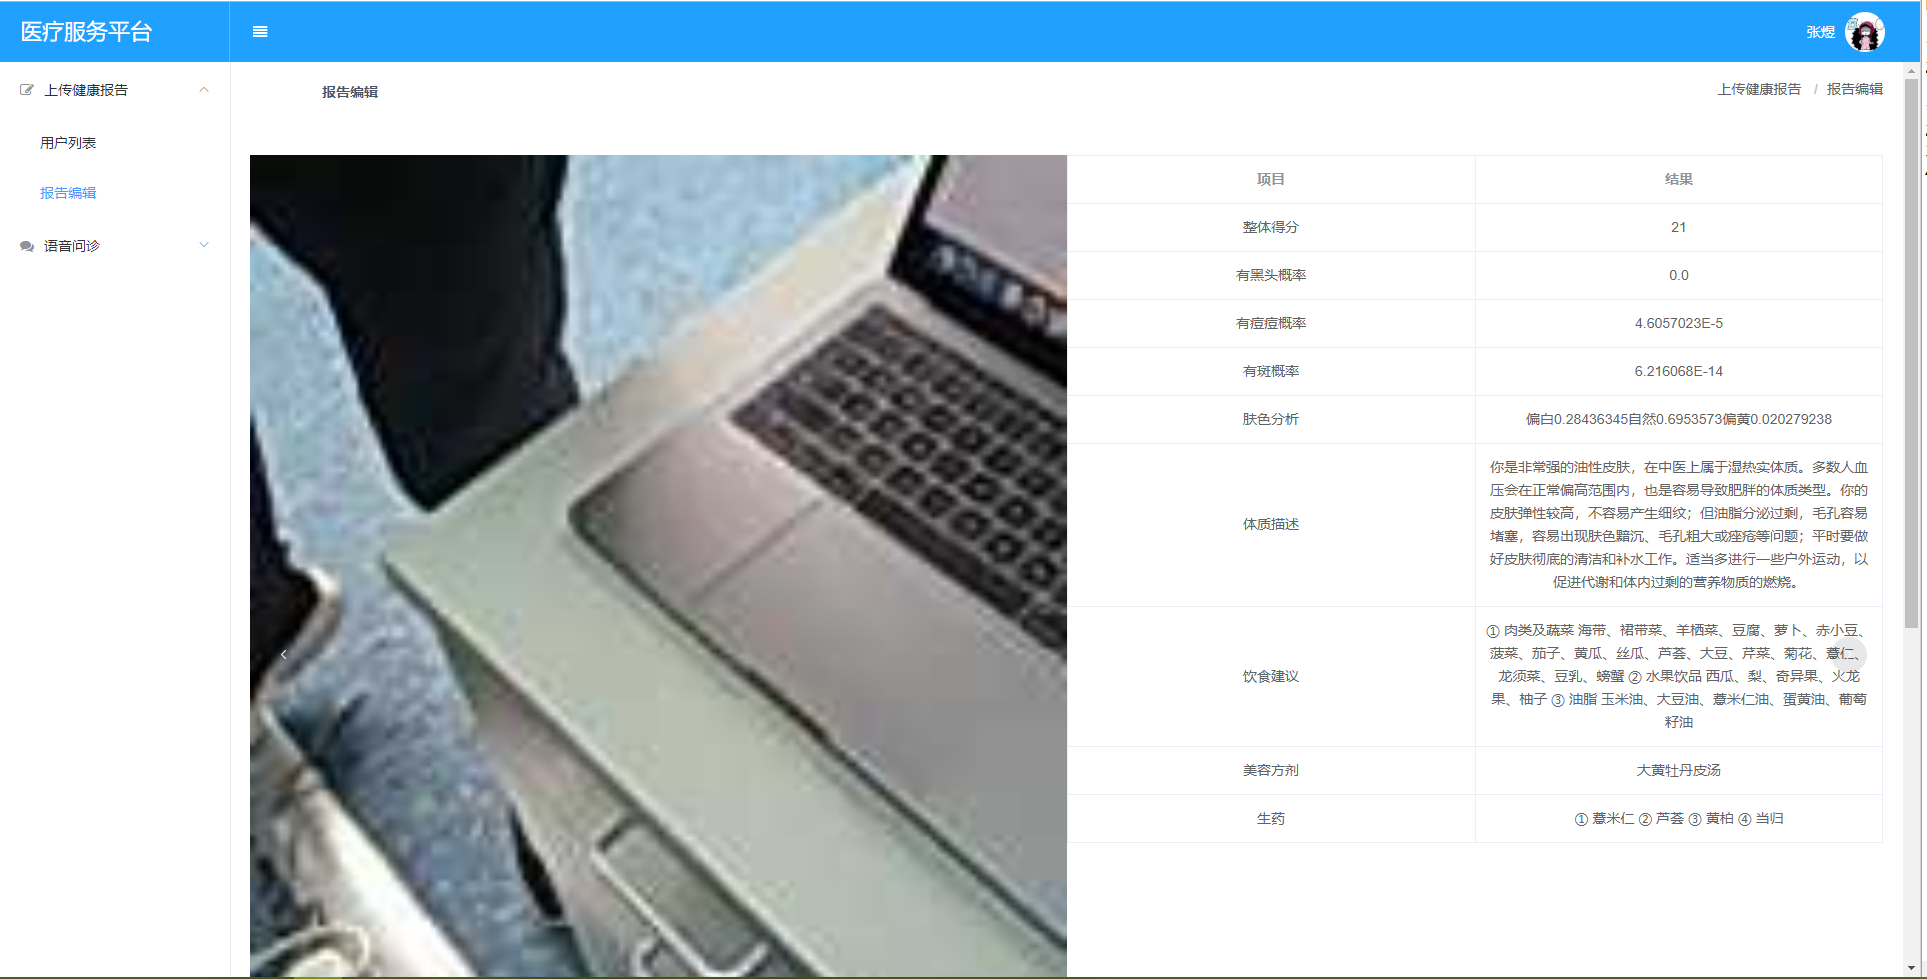 医疗服务平台
张煜
上传健康报告
用户列表
报告编辑
语音问诊
报告编辑
上传健康报告 / 报告编辑
项目 结果
整体得分 21
有黑头概率 0.0
有痘痘概率 4.6057023E-5
有斑概率 6.216068E-14
肤色分析 偏白0.28436345自然0.6953573偏黄0.020279238
体质描述
你是非常强的油性皮肤，在中医上属于湿热实体质。多数人血
压会在正常偏高范围内，也是容易导致肥胖的体质类型。你的
皮肤弹性较高，不容易产生细纹；但油脂分泌过剩，毛孔容易
堵塞，容易出现肤色黯沉、毛孔粗大或痤疮等问题；平时要做
好皮肤彻底的清洁和补水工作。适当多进行一些户外运动，以
促进代谢和体内过剩的营养物质的燃烧。
饮食建议
① 肉类及蔬菜 海带、裙带菜、羊栖菜、豆腐、萝卜、赤小豆、
菠菜、茄子、黄瓜、丝瓜、芦荟、大豆、芹菜、菊花、薏仁、
龙须菜、豆乳、螃蟹 ② 水果饮品 西瓜、梨、奇异果、火龙
果、柚子 ③ 油脂 玉米油、大豆油、薏米仁油、蛋黄油、葡萄
籽油
美容方剂 大黄牡丹皮汤
生药 ① 薏米仁 ② 芦荟 ③ 黄柏 ④ 当归